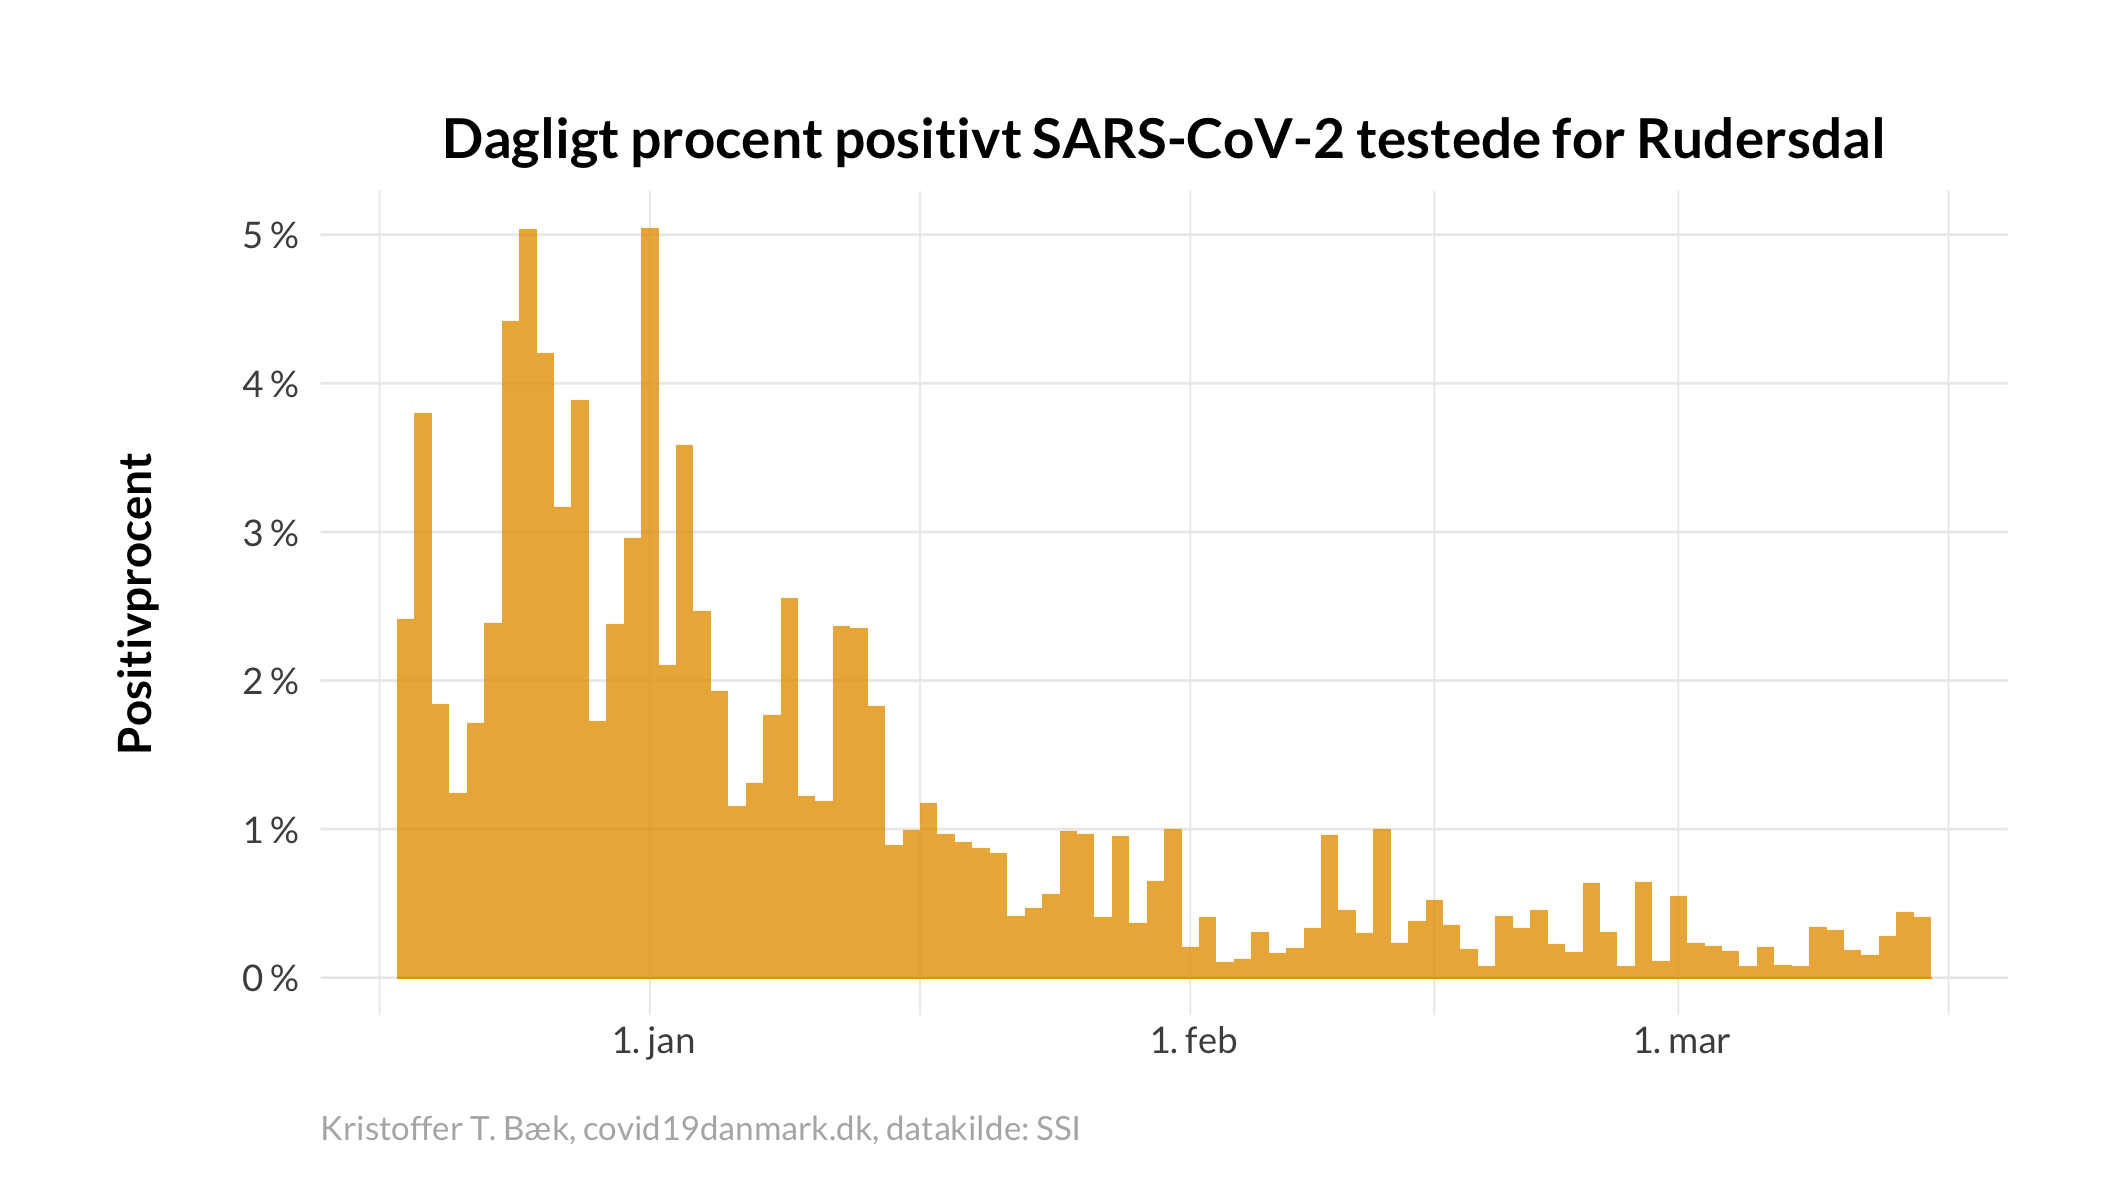 Dagligt procent positivt SARS-CoV-2 testede for Rudersdal
Positivprocent
5 %
4 %
3 %
2 %
1 %
0 %
1. jan
1. feb
1. mar
Kristoffer T. Bæk, covid19danmark.dk, datakilde: SSI